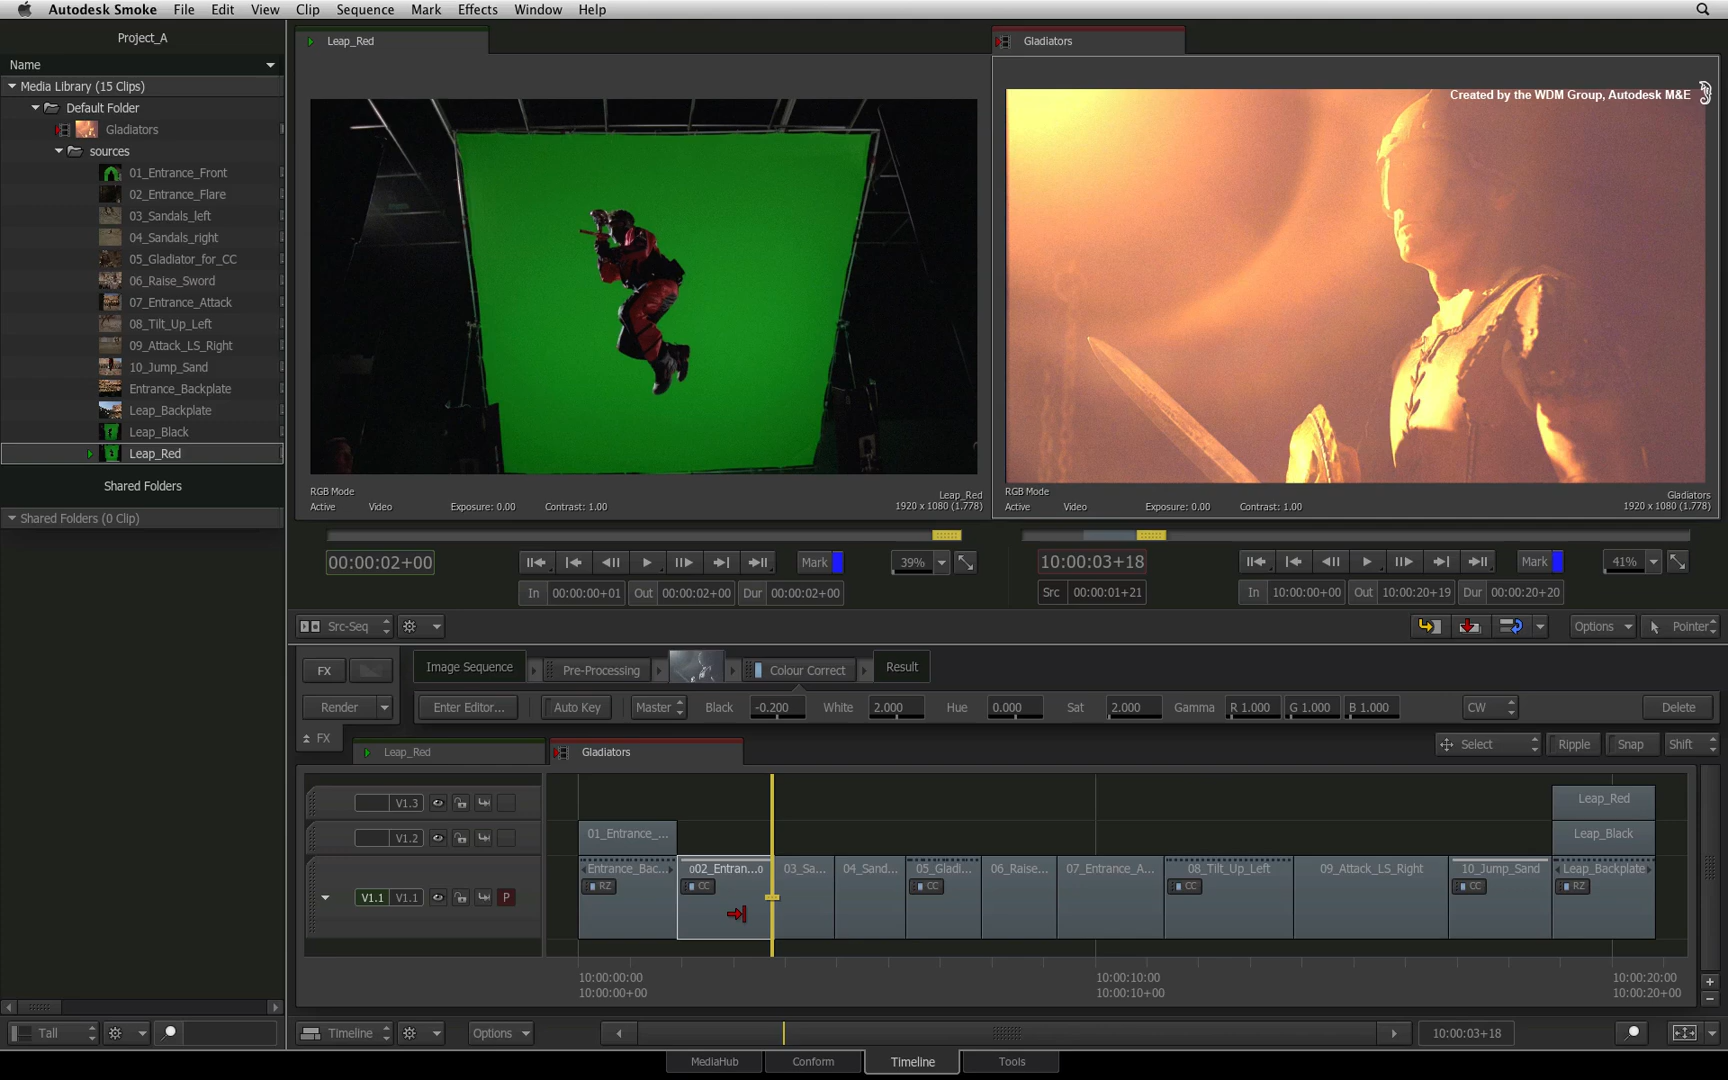 Autodesk Smoke File Edit View Clip Sequence Mark Effects Window Help
Project_A
Name
Media Library (15 Clips)
Default Folder
Gladiators
sources
01_Entrance_Front
02_Entrance_Flare
03_Sandals_left
04_Sandals_right
05_Gladiator_for_CC
06_Raise_Sword
07_Entrance_Attack
08_Tilt_Up_Left
09_Attack_LS_Right
10_Jump_Sand
Entrance_Backplate
Leap_Backplate
Leap_Black
Leap_Red
Shared Folders
Shared Folders (0 Clip)
Leap_Red
RGB Mode
Leap_Red
Active Video Exposure: 0.00 Contrast: 1.00 1920 x 1080 (1.778)
00:00:02+00 Mark 39%
In 00:00:00+01 Out 00:00:02+00 Dur 00:00:02+00
Gladiators
Created by the WDM Group, Autodesk M&E
RGB Mode
Gladiators
Active Video Exposure: 0.00 Contrast: 1.00 1920 x 1080 (1.778)
10:00:03+18 Mark 41%
Src 00:00:01+21 In 10:00:00+00 Out 10:00:20+19 Dur 00:00:20+20
Src-Seq Options Pointer
FX Image Sequence Pre-Processing Colour Correct Result
Render Enter Editor... Auto Key Master Black -0.200 White 2.000 Hue 0.000 Sat 2.000 Gamma R 1.000 G 1.000 B 1.000 CW Delete
FX Leap_Red Gladiators Select Ripple Snap Shift
V1.3 Leap_Red
V1.2 01_Entrance_... Leap_Black
Entrance_Bac... 02_Entran... 03_Sa... 04_Sand... 05_Gladi... 06_Raise... 07_Entrance_A... 08_Tilt_Up_Left 09_Attack_LS_Right 10_Jump_Sand Leap_Backplate
RZ CC CC CC CC RZ
V1.1 V1.1 P
10:00:00:00 10:00:10:00 10:00:20:00
10:00:00+00 10:00:10+00 10:00:20+00
Tall Timeline Options 10:00:03+18
MediaHub Conform Timeline Tools